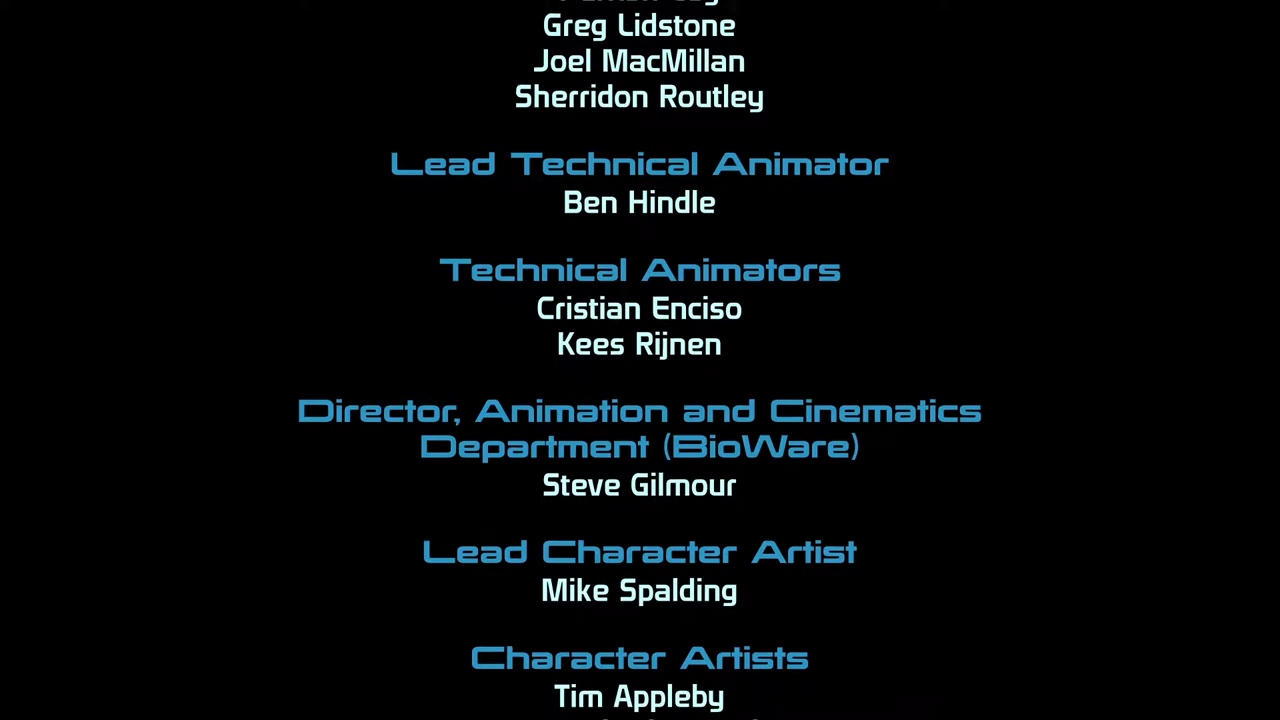 Greg Lidstone
Joel MacMillan
Sherridon Routley
Lead Technical Animator
Ben Hindle
Technical Animators
Cristian Enciso
Kees Rijnen
Director, Animation and Cinematics
Department (BioWare)
Steve Gilmour
Lead Character Artist
Mike Spalding
Character Artists
Tim Appleby